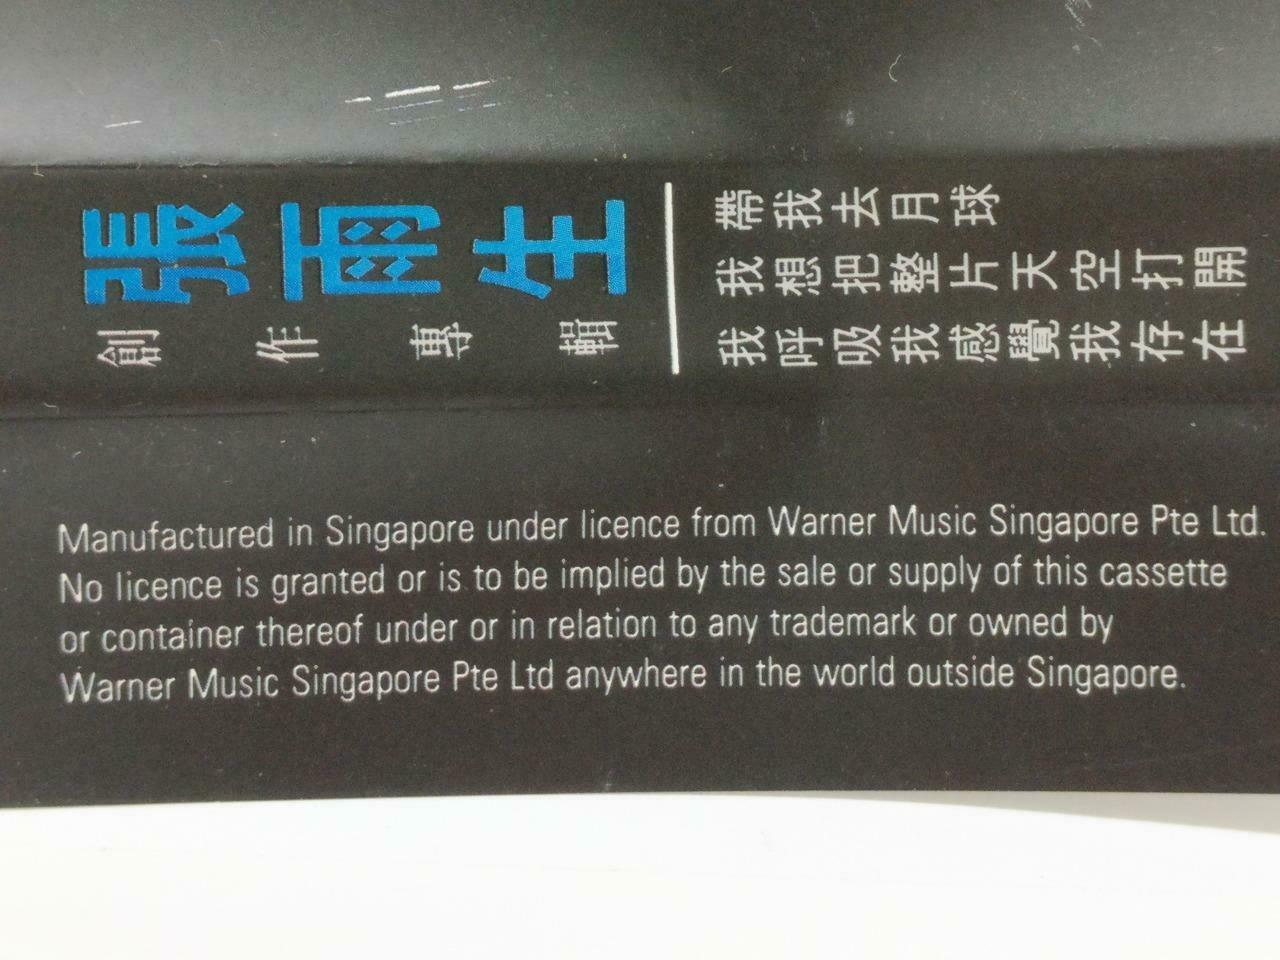 張雨生
創作專輯
帶我去月球
我想把整片天空打開
我呼吸我感覺我存在
Manufactured in Singapore under licence from Warner Music Singapore Pte Ltd.
No licence is granted or is to be implied by the sale or supply of this cassette
or container thereof under or in relation to any trademark or owned by
Warner Music Singapore Pte Ltd anywhere in the world outside Singapore.